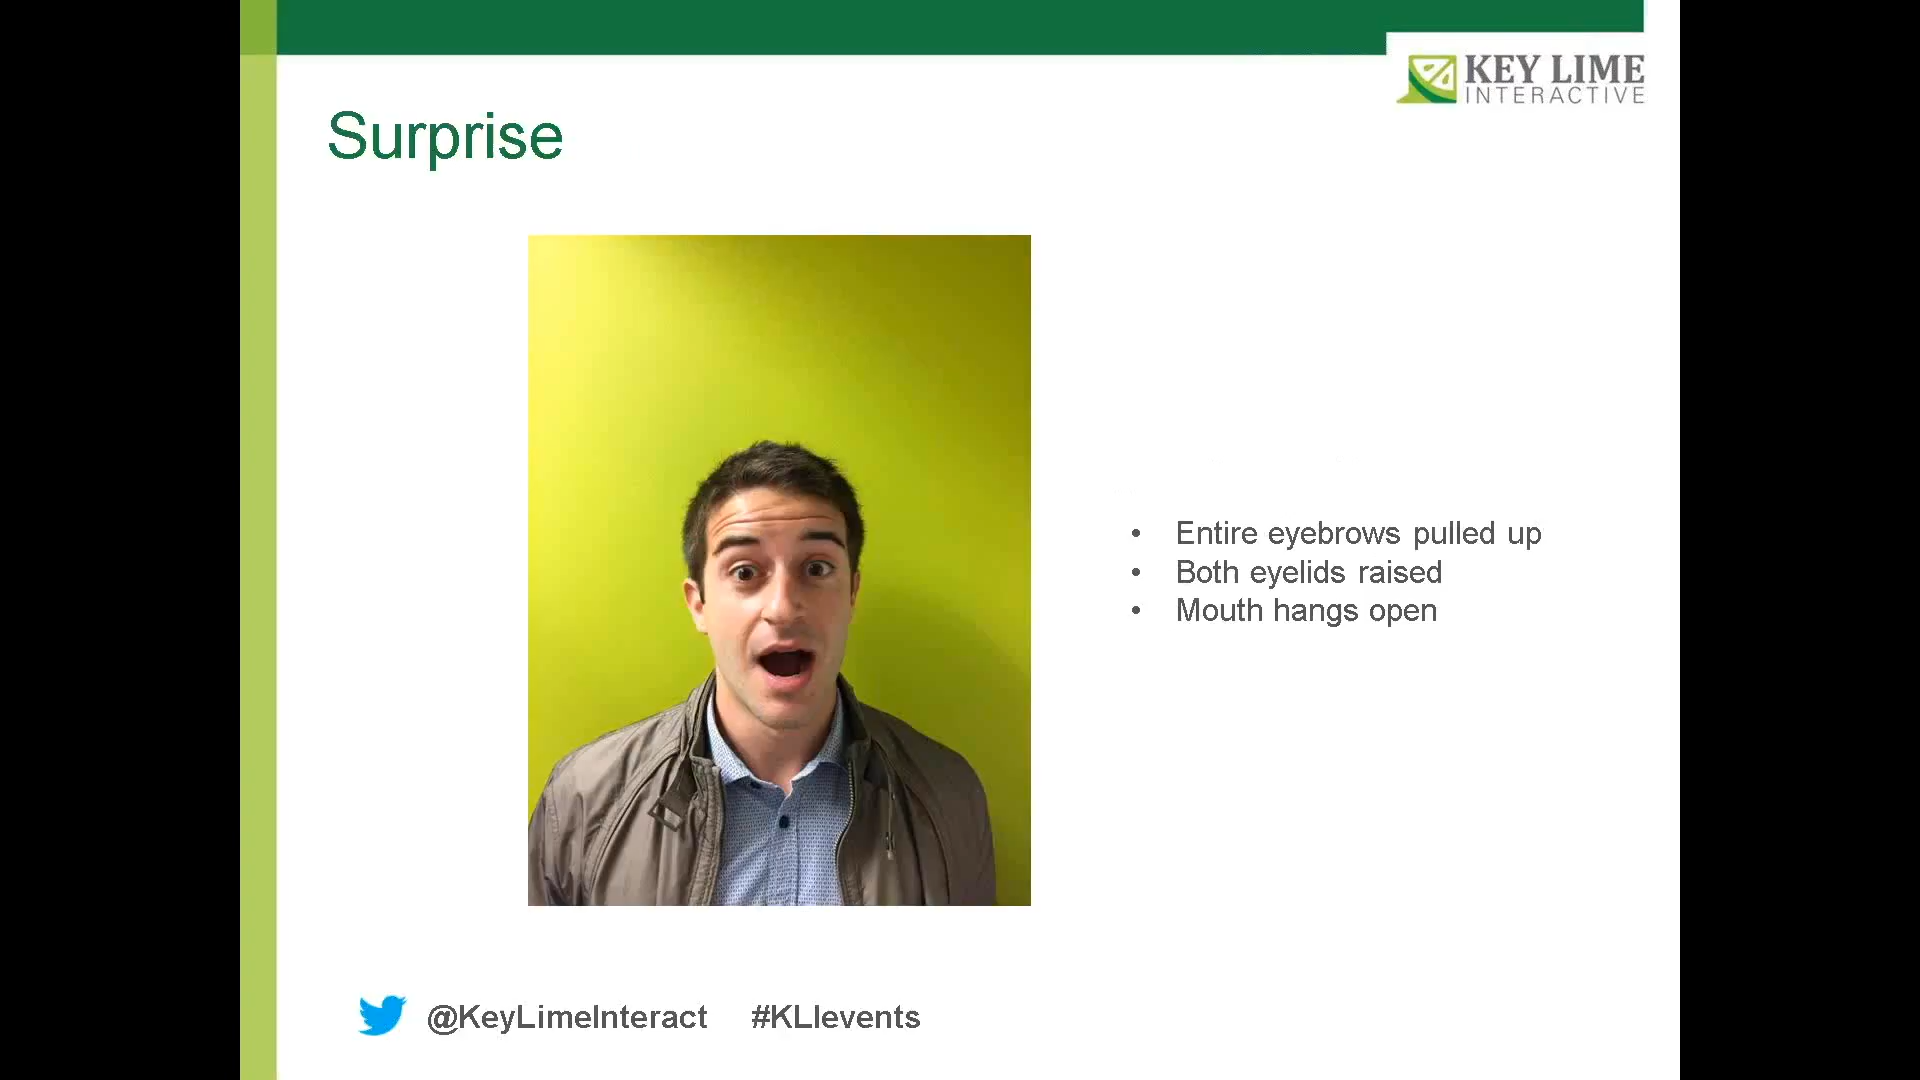 KEY LIME
INTERACTIVE
Surprise
• Entire eyebrows pulled up
• Both eyelids raised
• Mouth hangs open
@KeyLimeInteract #KLIevents